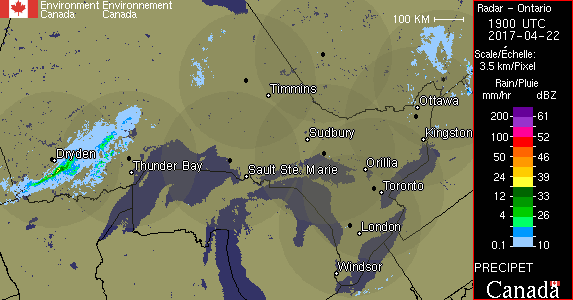 Environment Environnement
Canada Canada
100 KM
Timmins
Ottawa
Sudbury
Kingston
Dryden
Thunder Bay
Sault Ste. Marie
Orillia
Toronto
London
Windsor
Radar - Ontario
1900 UTC
2017-04-22
Scale/Échelle:
3.5 km/Pixel
Rain/Pluie
mm/hr dBZ
200 61
100 52
50 46
24 39
12 33
4 26
0.1 10
PRECIPET
Canada